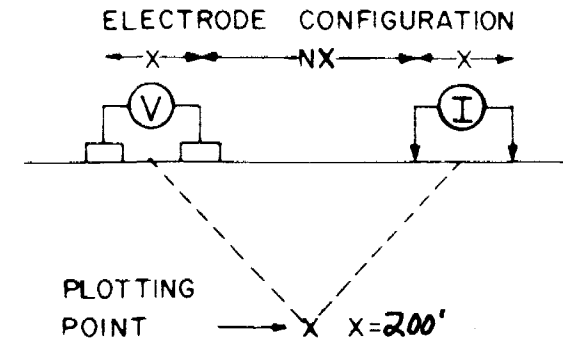 ELECTRODE CONFIGURATION
X NX X
V I
PLOTTING
POINT X X=200'